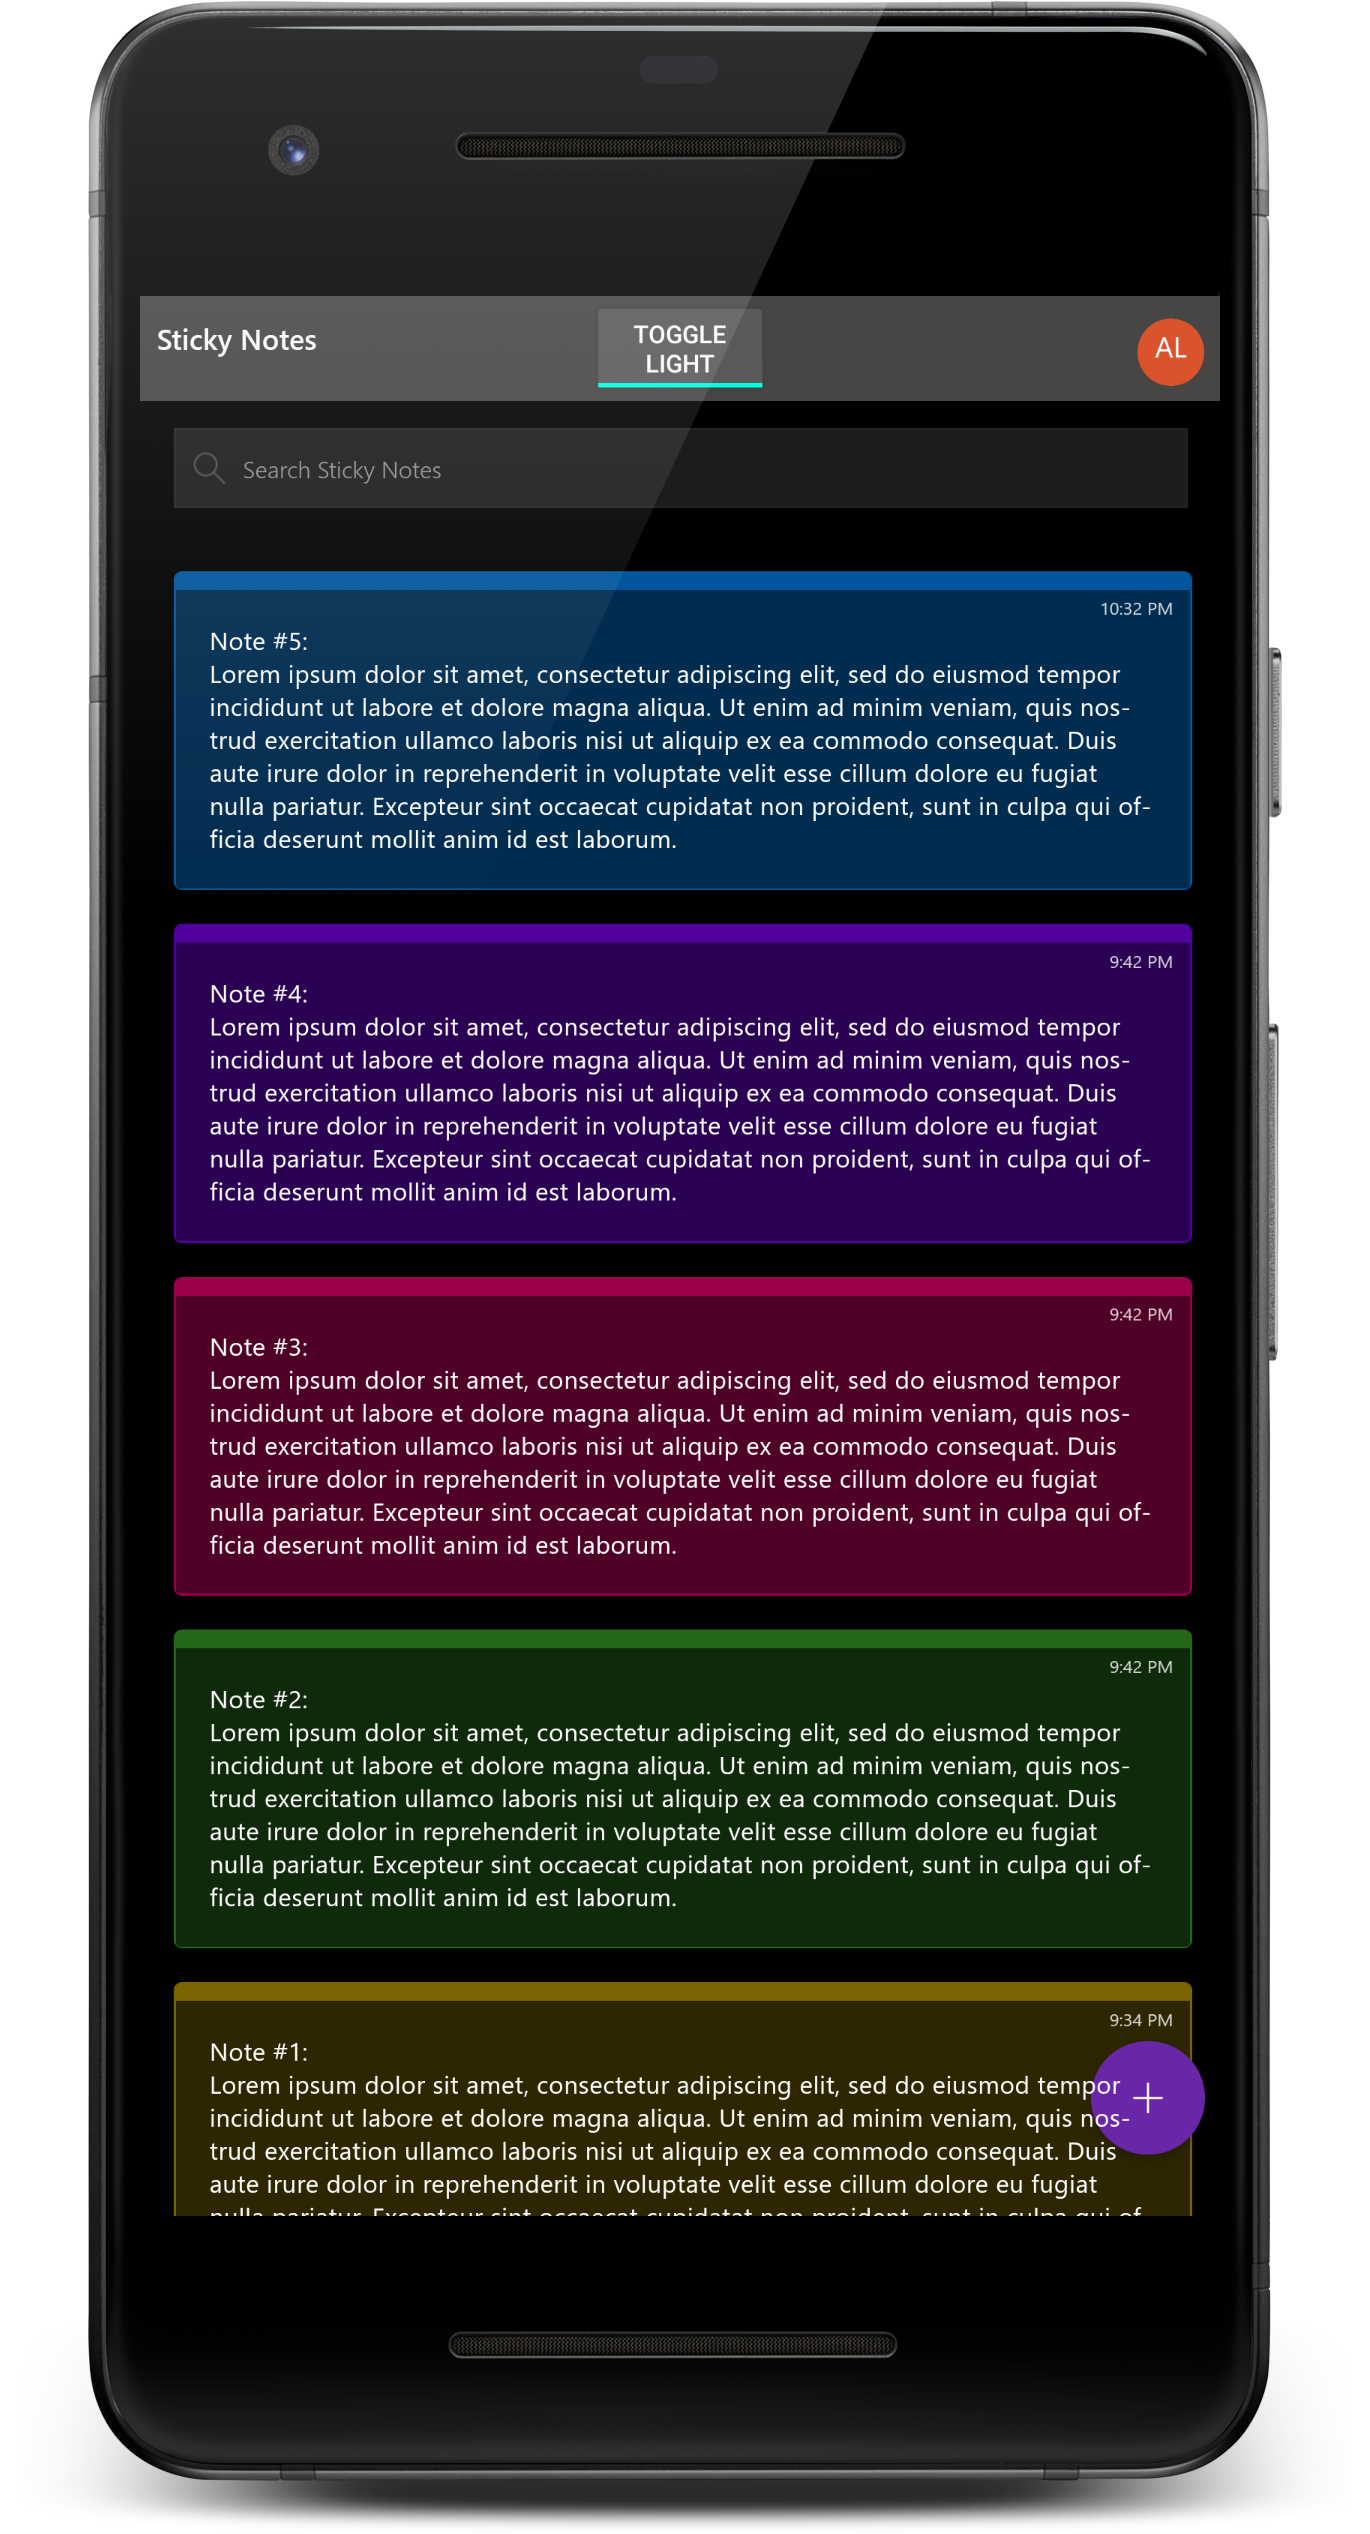 Sticky Notes
TOGGLE
LIGHT
AL
Search Sticky Notes
10:32 PM
Note #5:
Lorem ipsum dolor sit amet, consectetur adipiscing elit, sed do eiusmod tempor
incididunt ut labore et dolore magna aliqua. Ut enim ad minim veniam, quis nos-
trud exercitation ullamco laboris nisi ut aliquip ex ea commodo consequat. Duis
aute irure dolor in reprehenderit in voluptate velit esse cillum dolore eu fugiat
nulla pariatur. Excepteur sint occaecat cupidatat non proident, sunt in culpa qui of-
ficia deserunt mollit anim id est laborum.
9:42 PM
Note #4:
Lorem ipsum dolor sit amet, consectetur adipiscing elit, sed do eiusmod tempor
incididunt ut labore et dolore magna aliqua. Ut enim ad minim veniam, quis nos-
trud exercitation ullamco laboris nisi ut aliquip ex ea commodo consequat. Duis
aute irure dolor in reprehenderit in voluptate velit esse cillum dolore eu fugiat
nulla pariatur. Excepteur sint occaecat cupidatat non proident, sunt in culpa qui of-
ficia deserunt mollit anim id est laborum.
9:42 PM
Note #3:
Lorem ipsum dolor sit amet, consectetur adipiscing elit, sed do eiusmod tempor
incididunt ut labore et dolore magna aliqua. Ut enim ad minim veniam, quis nos-
trud exercitation ullamco laboris nisi ut aliquip ex ea commodo consequat. Duis
aute irure dolor in reprehenderit in voluptate velit esse cillum dolore eu fugiat
nulla pariatur. Excepteur sint occaecat cupidatat non proident, sunt in culpa qui of-
ficia deserunt mollit anim id est laborum.
9:42 PM
Note #2:
Lorem ipsum dolor sit amet, consectetur adipiscing elit, sed do eiusmod tempor
incididunt ut labore et dolore magna aliqua. Ut enim ad minim veniam, quis nos-
trud exercitation ullamco laboris nisi ut aliquip ex ea commodo consequat. Duis
aute irure dolor in reprehenderit in voluptate velit esse cillum dolore eu fugiat
nulla pariatur. Excepteur sint occaecat cupidatat non proident, sunt in culpa qui of-
ficia deserunt mollit anim id est laborum.
9:34 PM
Note #1:
Lorem ipsum dolor sit amet, consectetur adipiscing elit, sed do eiusmod tempor
incididunt ut labore et dolore magna aliqua. Ut enim ad minim veniam, quis nos-
trud exercitation ullamco laboris nisi ut aliquip ex ea commodo consequat. Duis
aute irure dolor in reprehenderit in voluptate velit esse cillum dolore eu fugiat